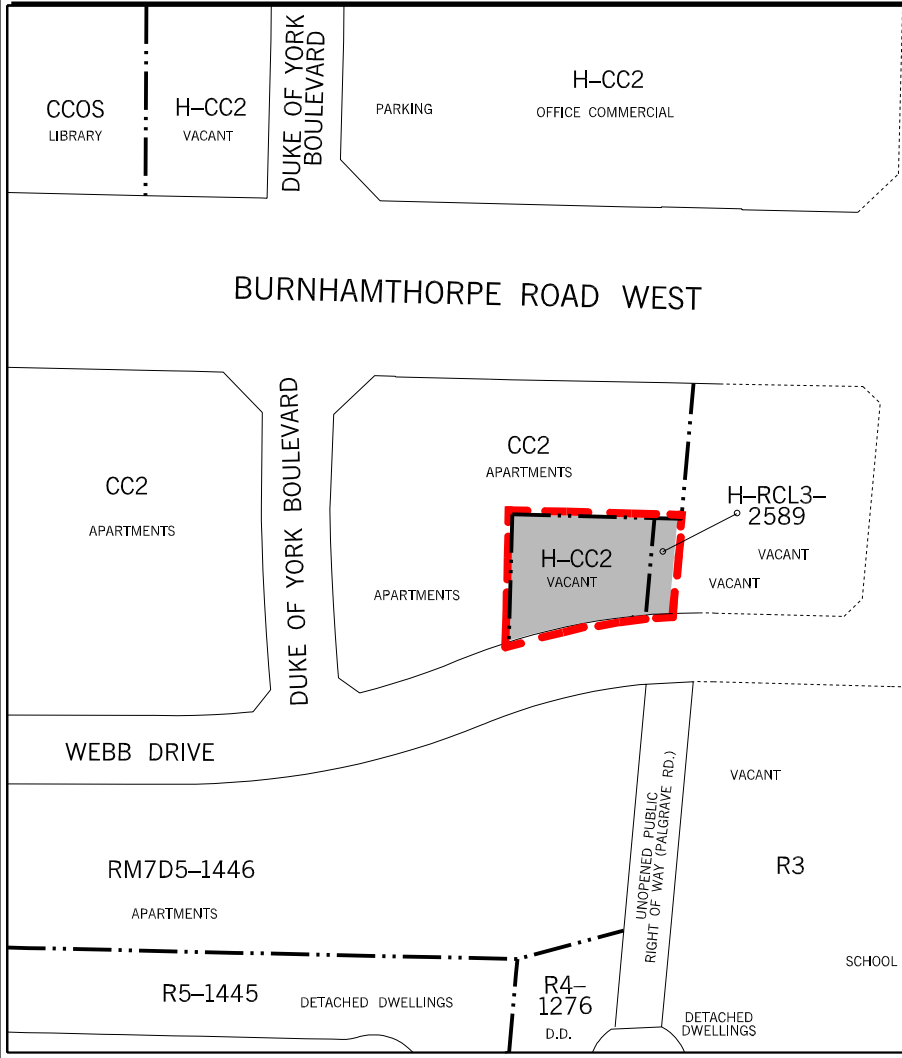 CCOS
LIBRARY
H–CC2
VACANT
DUKE OF YORK
BOULEVARD
PARKING
H–CC2
OFFICE COMMERCIAL
BURNHAMTHORPE ROAD WEST
CC2
APARTMENTS
DUKE OF YORK BOULEVARD
CC2
APARTMENTS
APARTMENTS
H–CC2
VACANT
H–RCL3–
2589
VACANT
VACANT
WEBB DRIVE
UNOPENED PUBLIC
RIGHT OF WAY (PALGRAVE RD.)
VACANT
R3
SCHOOL
RM7D5–1446
APARTMENTS
R5–1445
DETACHED DWELLINGS
R4–
1276
D.D.
DETACHED
DWELLINGS